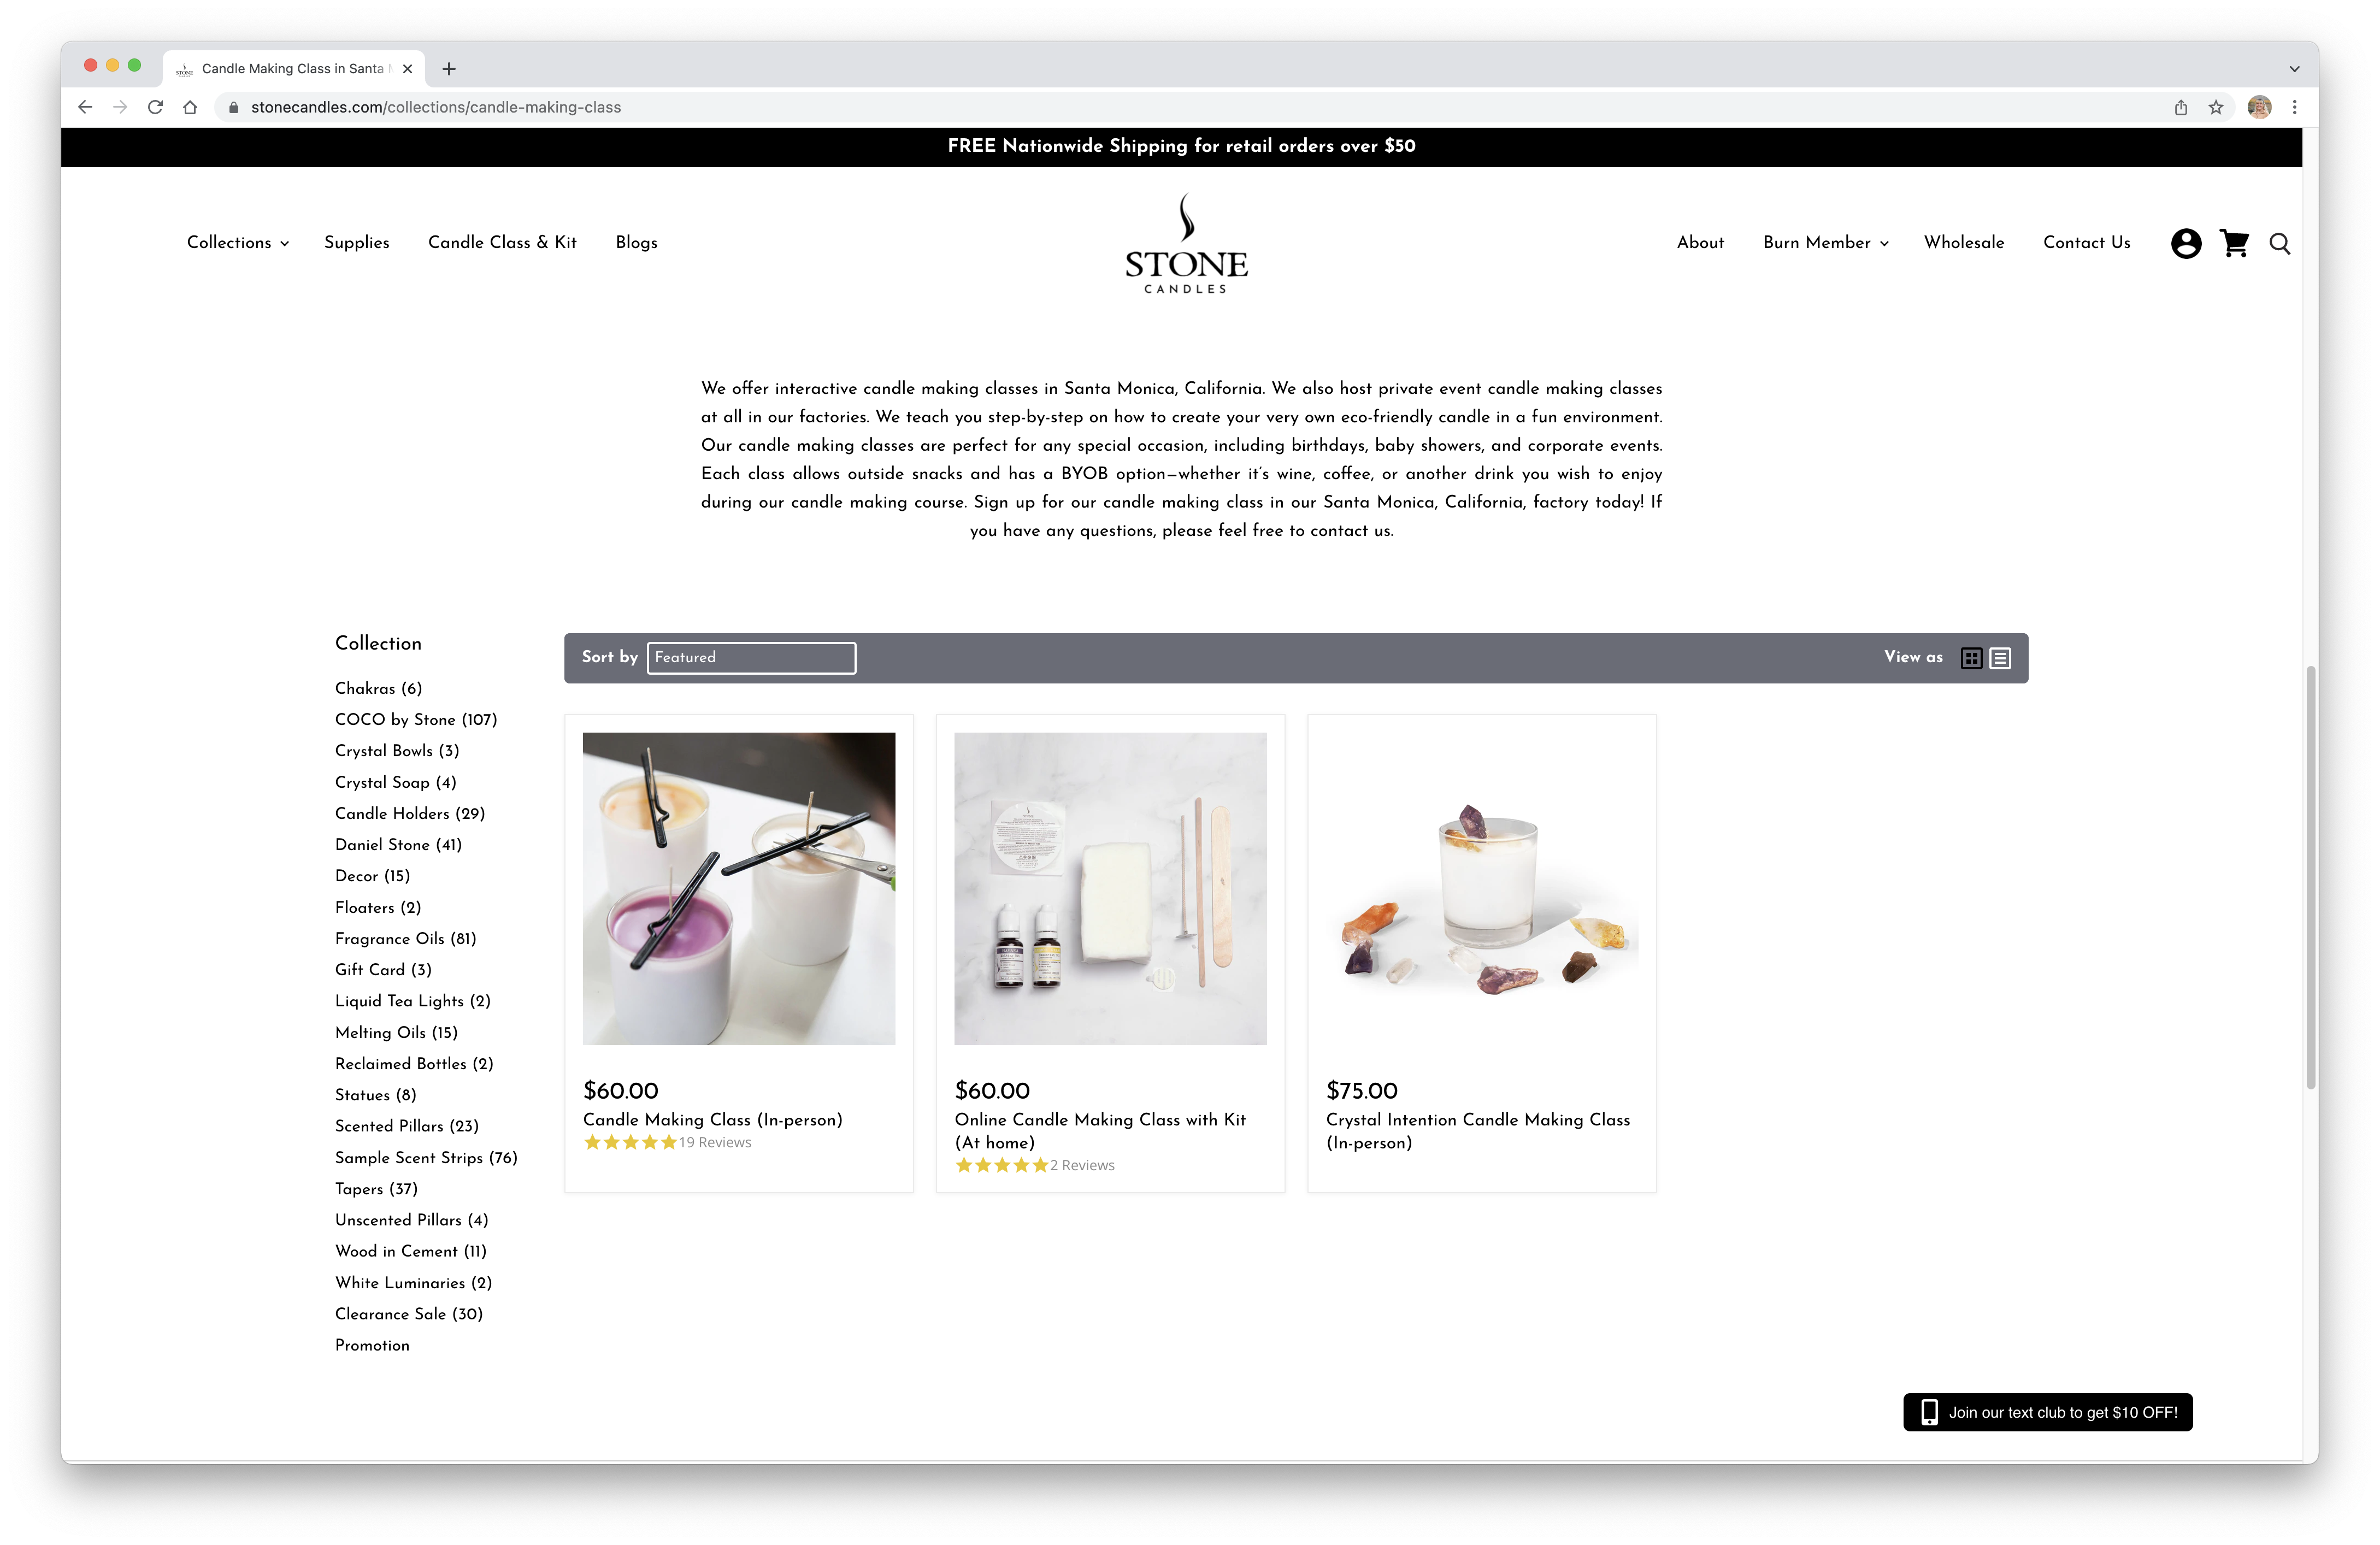 STONE
Candle Making Class in Santa
stonecandles.com/collections/candle-making-class
FREE Nationwide Shipping for retail orders over $50
Collections
Supplies
Candle Class & Kit
Blogs
STONE
CANDLES
About
Burn Member
Wholesale
Contact Us
We offer interactive candle making classes in Santa Monica, California. We also host private event candle making classes
at all in our factories. We teach you step-by-step on how to create your very own eco-friendly candle in a fun environment.
Our candle making classes are perfect for any special occasion, including birthdays, baby showers, and corporate events.
Each class allows outside snacks and has a BYOB option—whether it's wine, coffee, or another drink you wish to enjoy
during our candle making course. Sign up for our candle making class in our Santa Monica, California, factory today! If
you have any questions, please feel free to contact us.
Collection
Chakras (6)
COCO by Stone (107)
Crystal Bowls (3)
Crystal Soap (4)
Candle Holders (29)
Daniel Stone (41)
Decor (15)
Floaters (2)
Fragrance Oils (81)
Gift Card (3)
Liquid Tea Lights (2)
Melting Oils (15)
Reclaimed Bottles (2)
Statues (8)
Scented Pillars (23)
Sample Scent Strips (76)
Tapers (37)
Unscented Pillars (4)
Wood in Cement (11)
White Luminaries (2)
Clearance Sale (30)
Promotion
Sort by
Featured
View as
$60.00
Candle Making Class (In-person)
19 Reviews
$60.00
Online Candle Making Class with Kit
(At home)
2 Reviews
$75.00
Crystal Intention Candle Making Class
(In-person)
Join our text club to get $10 OFF!